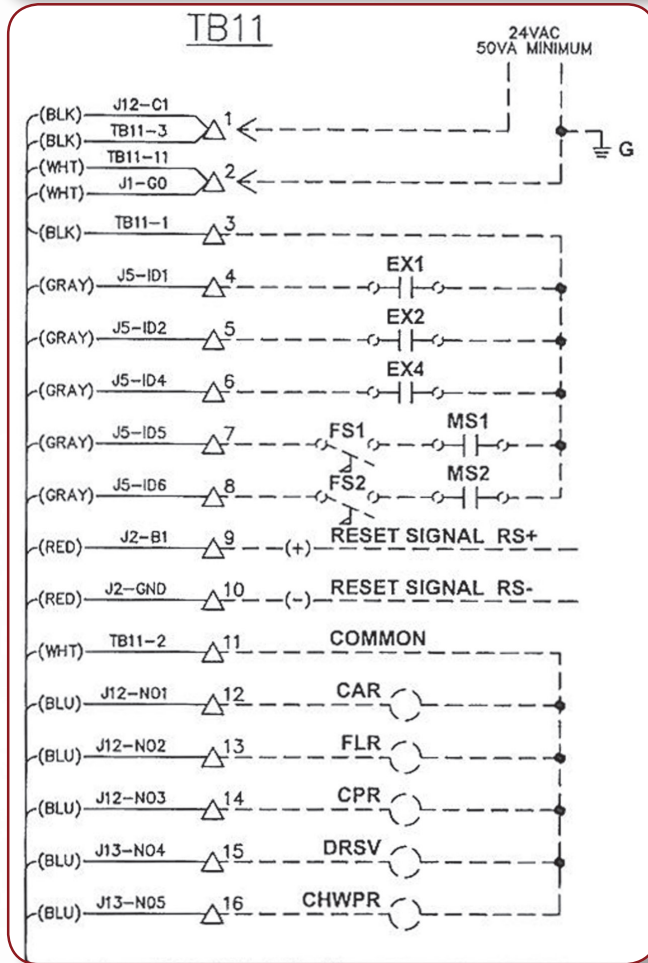 TB11
24VAC
50VA MINIMUM
(BLK) J12-C1
1
(BLK) TB11-3
G
(WHT) TB11-11
2
(WHT) J1-G0
(BLK) TB11-1 3
(GRAY) J5-ID1 4 EX1
(GRAY) J5-ID2 5 EX2
(GRAY) J5-ID4 6 EX4
(GRAY) J5-ID5 7 FS1 MS1
(GRAY) J5-ID6 8 FS2 MS2
(RED) J2-B1 9 (+) RESET SIGNAL RS+
(RED) J2-GND 10 (-) RESET SIGNAL RS-
(WHT) TB11-2 11 COMMON
(BLU) J12-NO1 12 CAR
(BLU) J12-NO2 13 FLR
(BLU) J12-NO3 14 CPR
(BLU) J13-NO4 15 DRSV
(BLU) J13-NO5 16 CHWPR